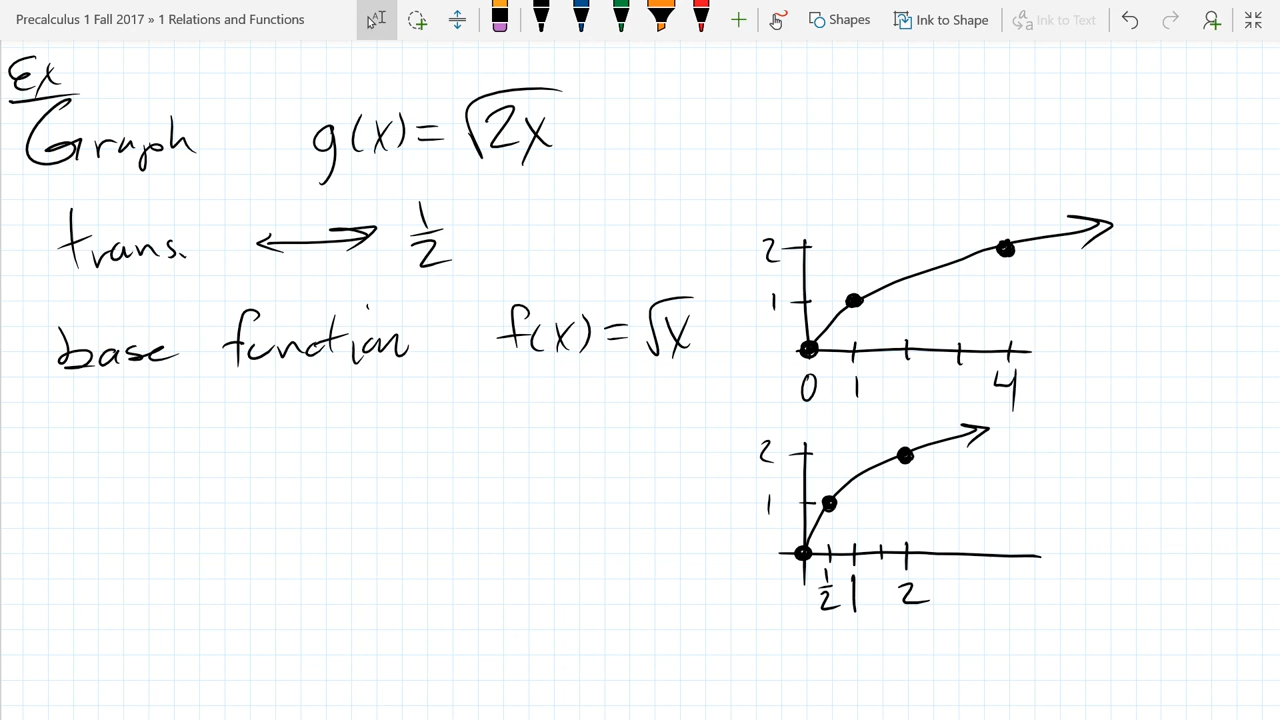 Precalculus 1 Fall 2017 » 1 Relations and Functions
Shapes
Ink to Shape
Ink to Text
Ex
Graph g(x) = √2x
trans. ↔ 1/2
base function f(x) = √x
2
1
0 1 4
2
1
1/2 1 2